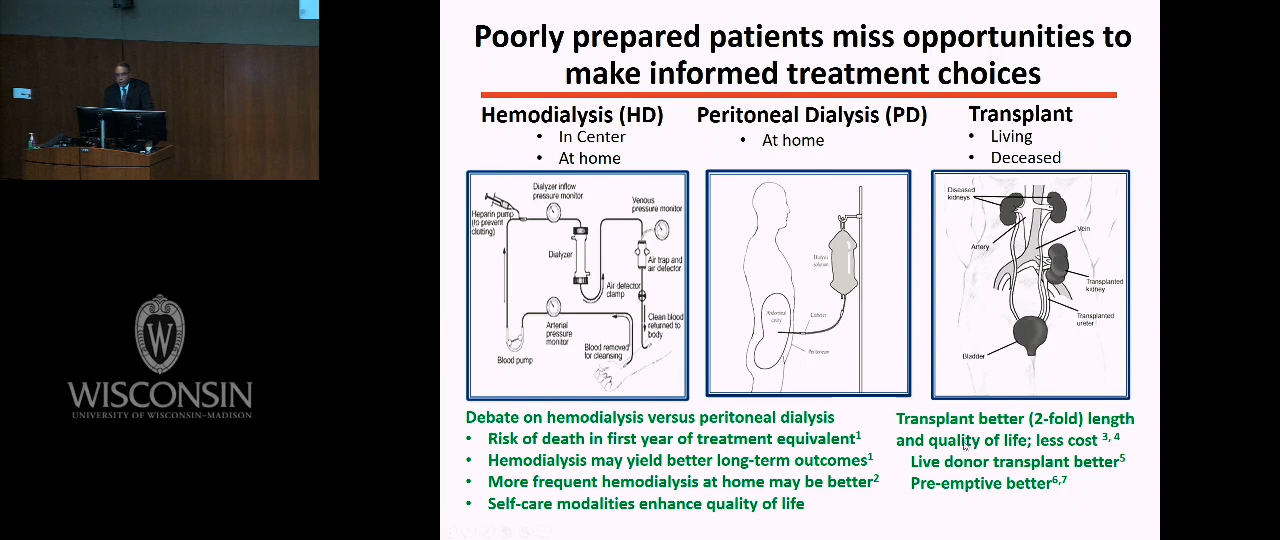 Poorly prepared patients miss opportunities to
make informed treatment choices
Hemodialysis (HD)
• In Center
• At home
Peritoneal Dialysis (PD)
• At home
Transplant
• Living
• Deceased
Dialyzer inflow
pressure monitor
Venous
pressure monitor
Heparin pump
(to prevent
clotting)
Dialyzer
Air trap and
air detector
Air detector
clamp
Clean blood
returned to
body
Arterial
pressure
monitor
Blood removed
for cleansing
Blood pump
Dialysis
solution
Abdominal
cavity
Catheter
Peritoneum
Diseased
kidneys
Vein
Artery
Transplanted
kidney
Transplanted
ureter
Bladder
W
WISCONSIN
UNIVERSITY OF WISCONSIN–MADISON
Debate on hemodialysis versus peritoneal dialysis
• Risk of death in first year of treatment equivalent¹
• Hemodialysis may yield better long-term outcomes¹
• More frequent hemodialysis at home may be better²
• Self-care modalities enhance quality of life
Transplant better (2-fold) length
and quality of life; less cost ³,⁴
Live donor transplant better⁵
Pre-emptive better⁶,⁷